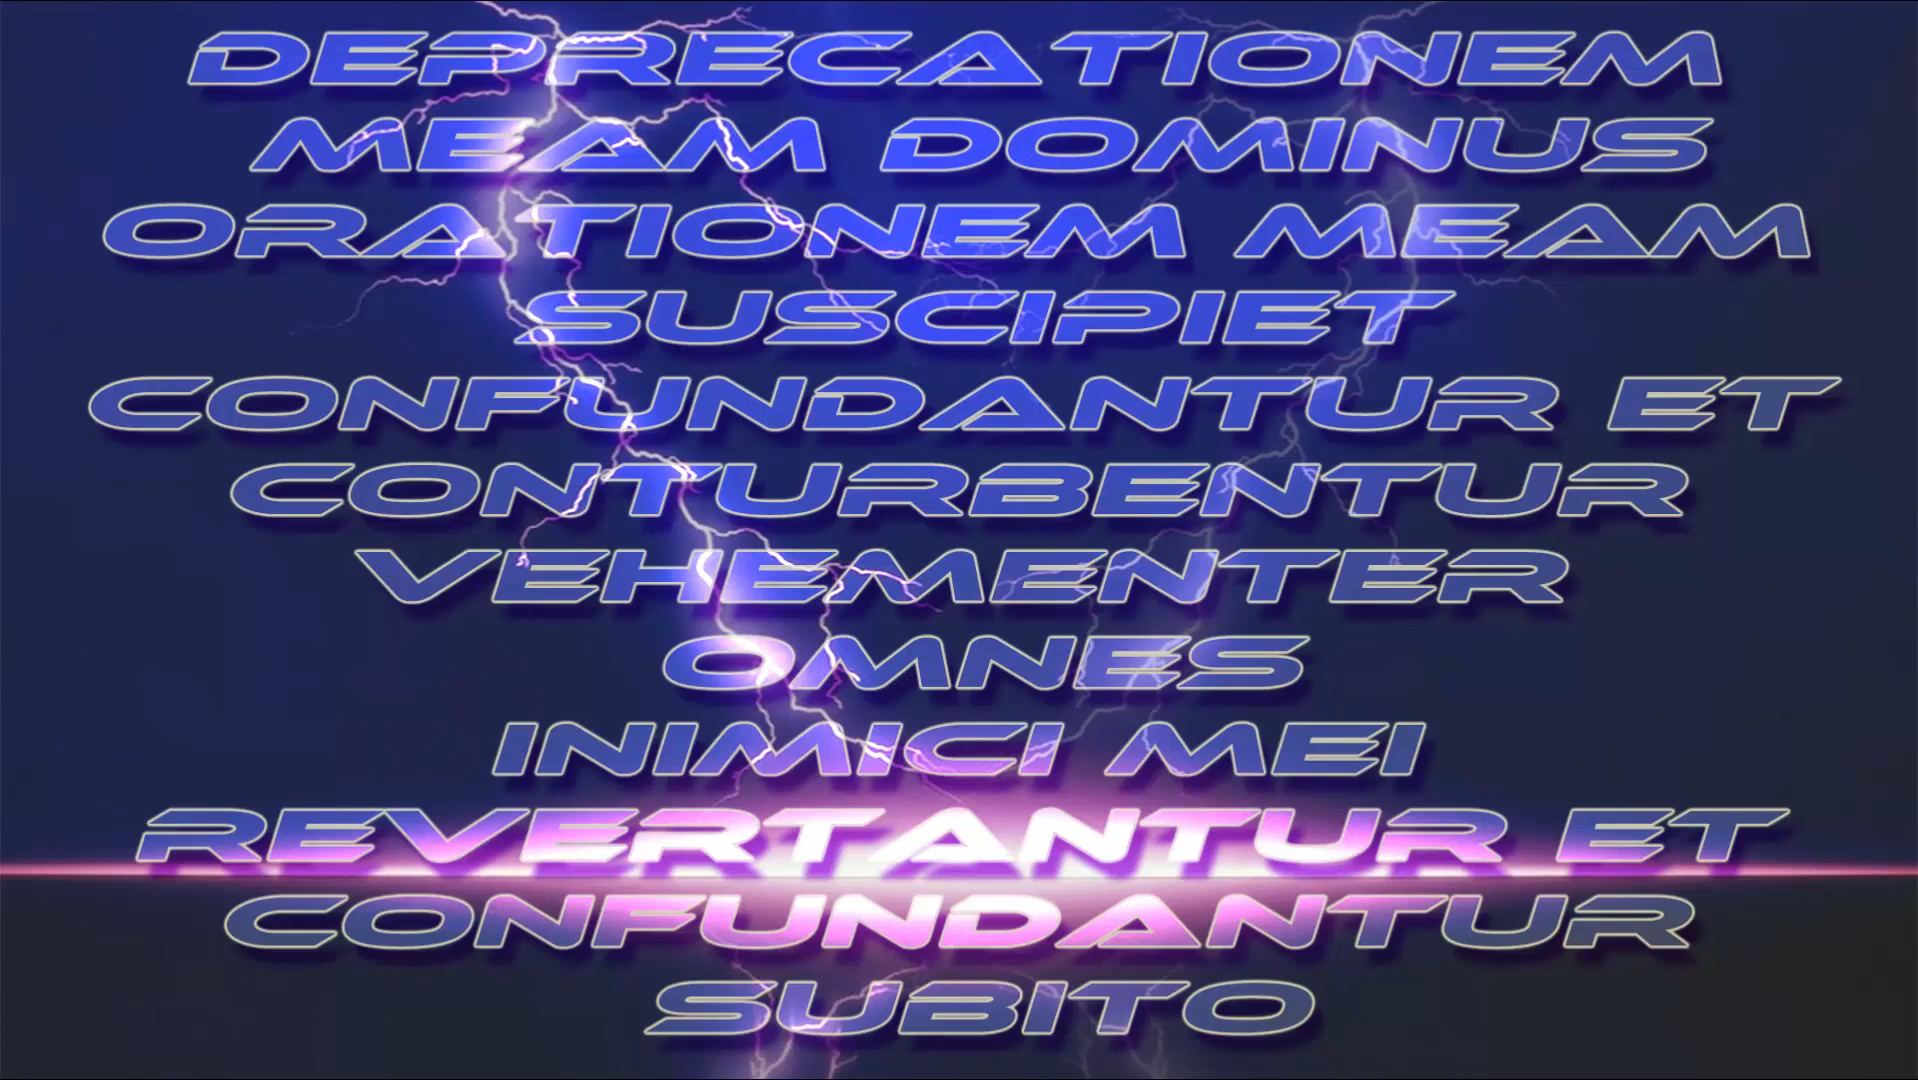 DEPRECATIONEM
MEAM DOMINUS
ORATIONEM MEAM
SUSCIPIET
CONFUNDANTUR ET
CONTURBENTUR
VEHEMENTER
OMNES
INIMICI MEI
REVERTANTUR ET
CONFUNDANTUR
SUBITO